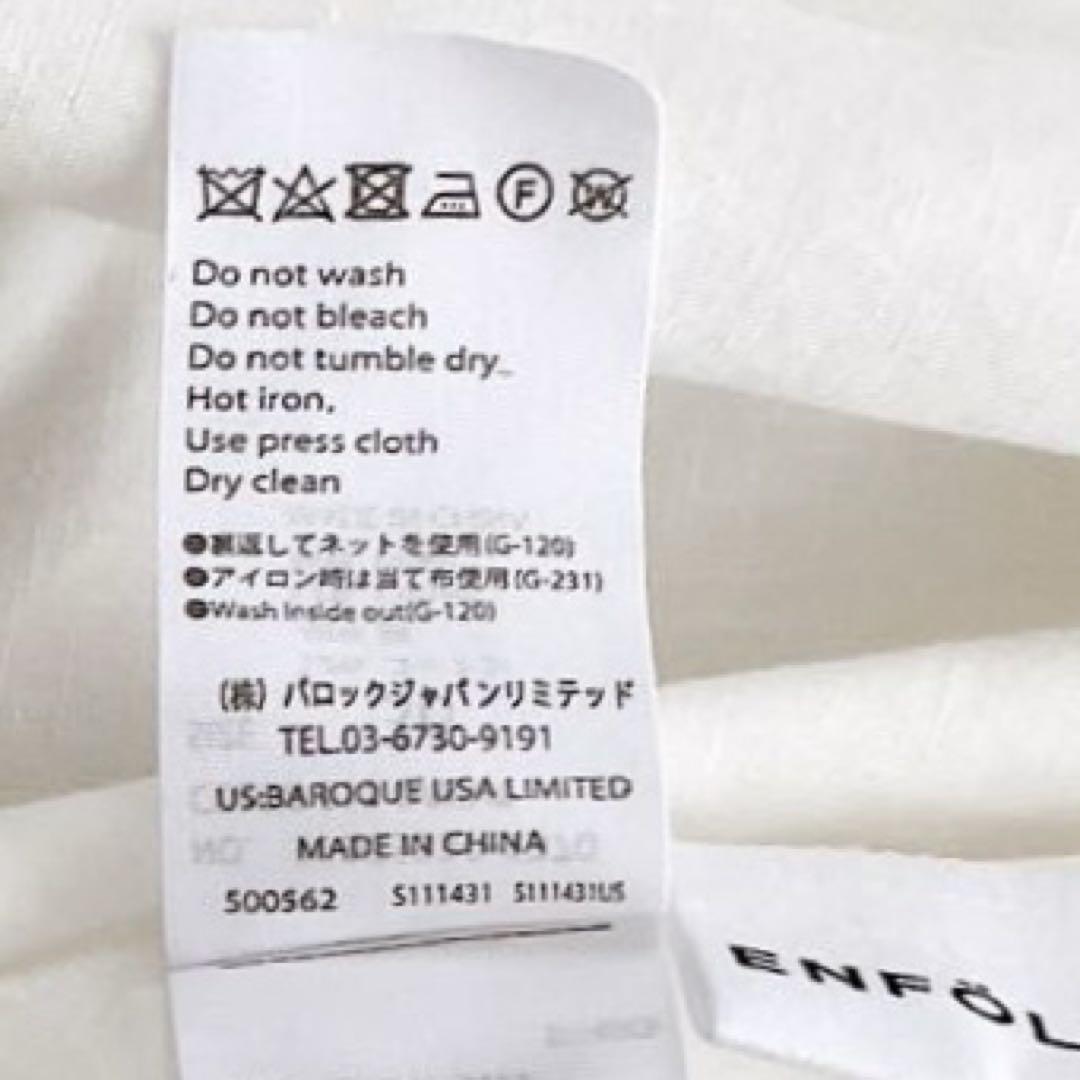 F W
Do not wash
Do not bleach
Do not tumble dry
Hot iron,
Use press cloth
Dry clean
●裏返してネットを使用(G-120)
●アイロン時は当て布使用(G-231)
●Wash inside out(G-120)
(株) バロックジャパンリミテッド
TEL.03-6730-9191
US:BAROQUE USA LIMITED
MADE IN CHINA
500562 S111431 S111431US
ENFÖL